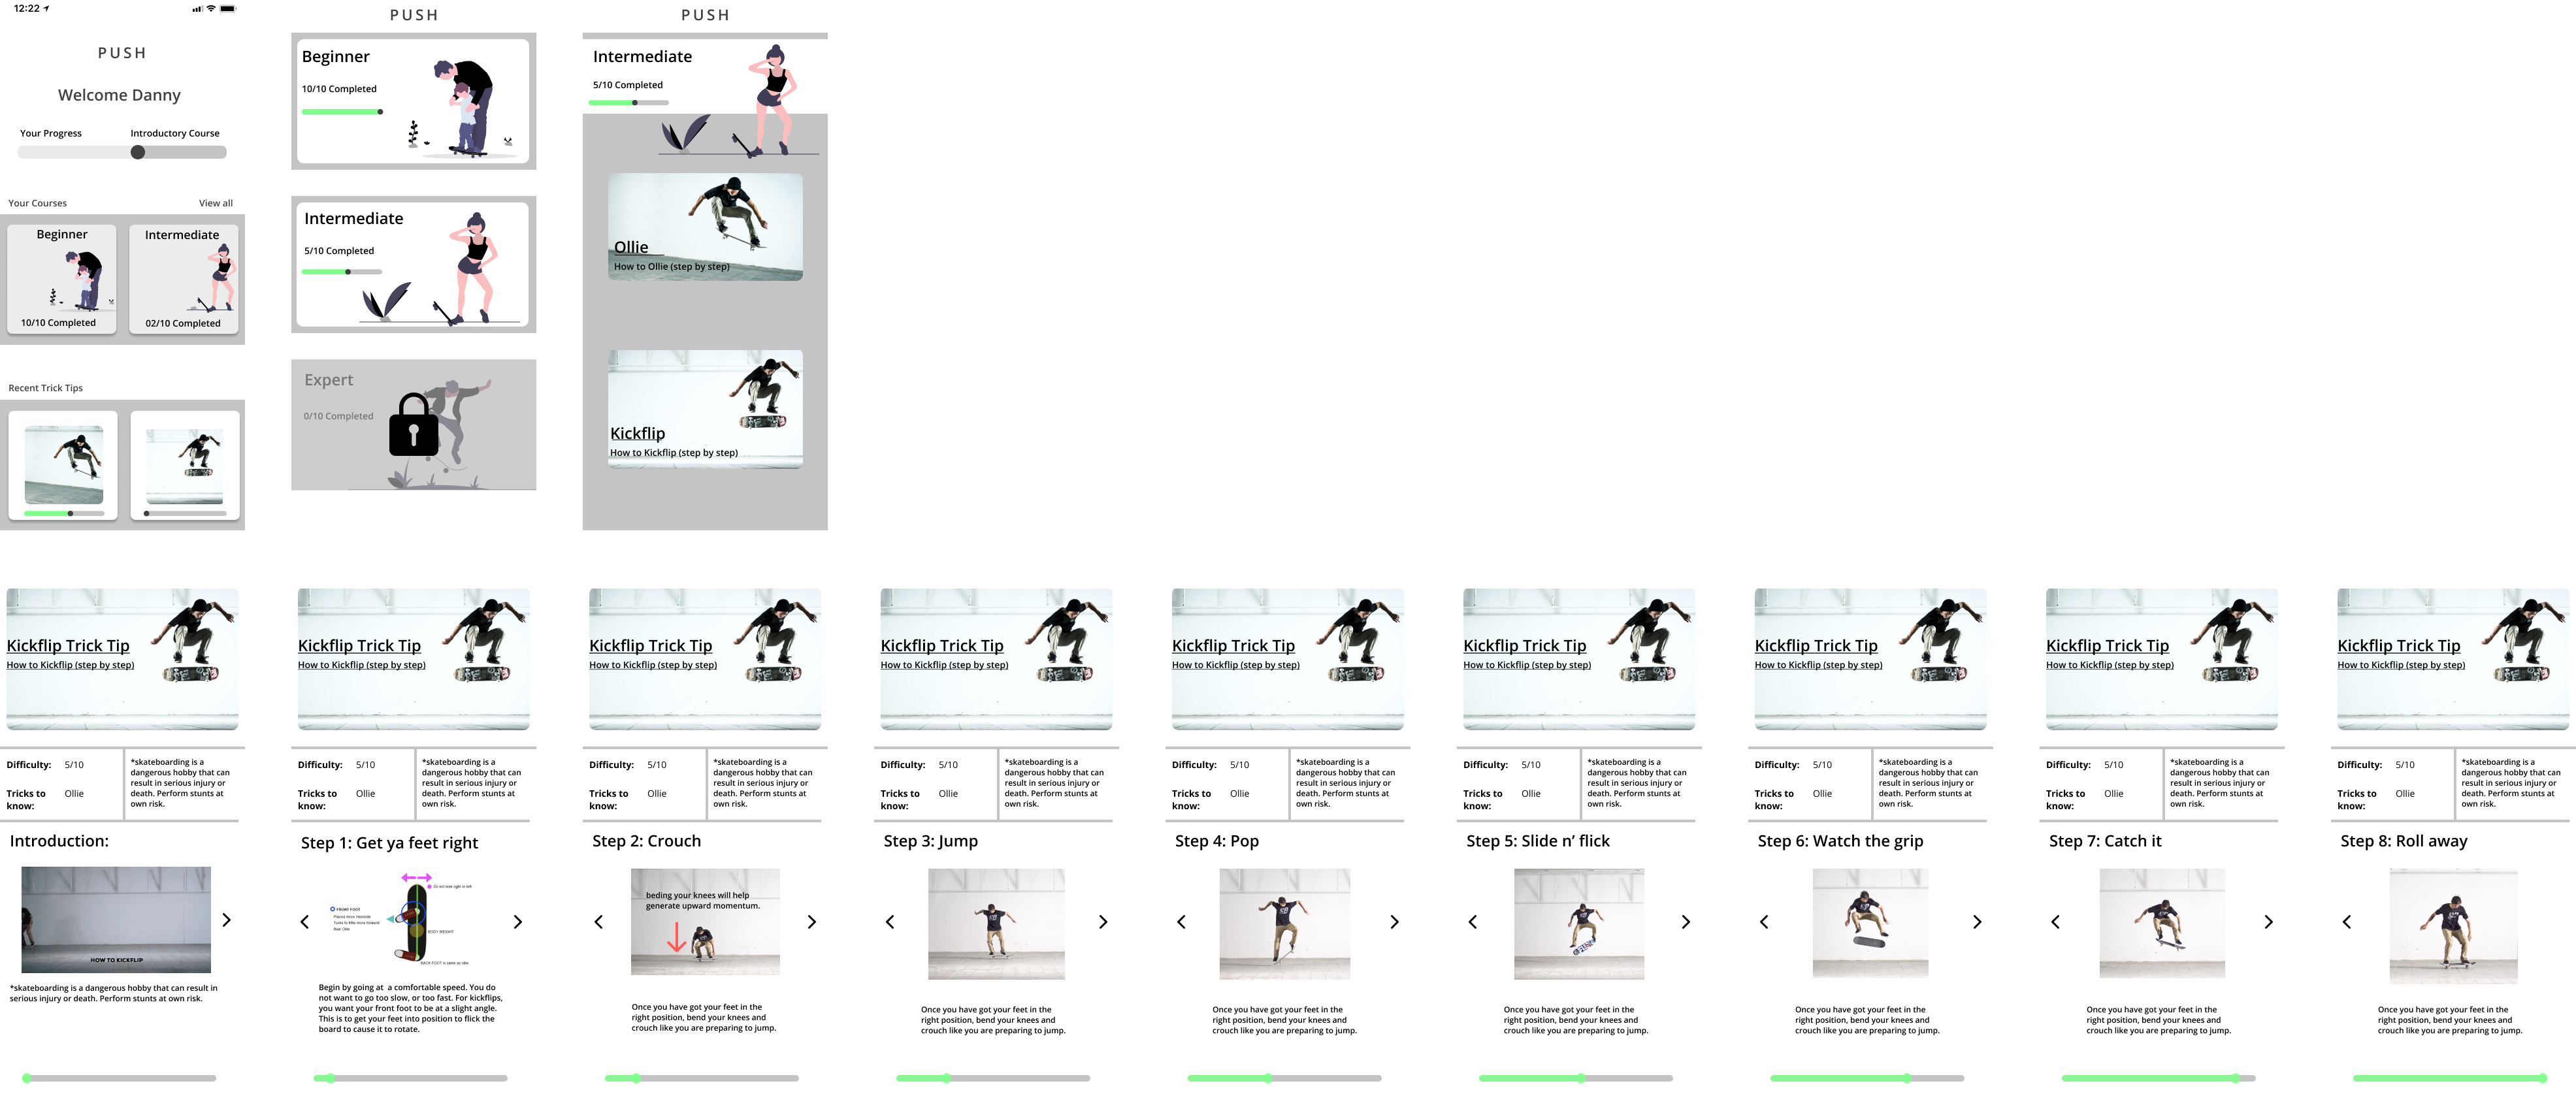 12:22
PUSH
Welcome Danny
Your Progress
Introductory Course
Your Courses
View all
Beginner
10/10 Completed
Intermediate
02/10 Completed
Recent Trick Tips
PUSH
Beginner
10/10 Completed
Intermediate
5/10 Completed
Expert
0/10 Completed
PUSH
Intermediate
5/10 Completed
Ollie
How to Ollie (step by step)
Kickflip
How to Kickflip (step by step)
Kickflip Trick Tip
How to Kickflip (step by step)
Difficulty: 5/10
Tricks to
know: Ollie
*skateboarding is a
dangerous hobby that can
result in serious injury or
death. Perform stunts at
own risk.
Introduction:
HOW TO KICKFLIP
*skateboarding is a dangerous hobby that can result in
serious injury or death. Perform stunts at own risk.
Kickflip Trick Tip
How to Kickflip (step by step)
Difficulty: 5/10
Tricks to
know: Ollie
*skateboarding is a
dangerous hobby that can
result in serious injury or
death. Perform stunts at
own risk.
Step 1: Get ya feet right
Do not lean right or left
FRONT FOOT
Placed more
Turns to little more forward
than Ollie
BODY WEIGHT
BACK FOOT is same as ollie
Begin by going at a comfortable speed. You do
not want to go too slow, or too fast. For kickflips,
you want your front foot to be at a slight angle.
This is to get your feet into position to flick the
board to cause it to rotate.
Kickflip Trick Tip
How to Kickflip (step by step)
Difficulty: 5/10
Tricks to
know: Ollie
*skateboarding is a
dangerous hobby that can
result in serious injury or
death. Perform stunts at
own risk.
Step 2: Crouch
beding your knees will help
generate upward momentum.
Once you have got your feet in the
right position, bend your knees and
crouch like you are preparing to jump.
Kickflip Trick Tip
How to Kickflip (step by step)
Difficulty: 5/10
Tricks to
know: Ollie
*skateboarding is a
dangerous hobby that can
result in serious injury or
death. Perform stunts at
own risk.
Step 3: Jump
Once you have got your feet in the
right position, bend your knees and
crouch like you are preparing to jump.
Kickflip Trick Tip
How to Kickflip (step by step)
Difficulty: 5/10
Tricks to
know: Ollie
*skateboarding is a
dangerous hobby that can
result in serious injury or
death. Perform stunts at
own risk.
Step 4: Pop
Once you have got your feet in the
right position, bend your knees and
crouch like you are preparing to jump.
Kickflip Trick Tip
How to Kickflip (step by step)
Difficulty: 5/10
Tricks to
know: Ollie
*skateboarding is a
dangerous hobby that can
result in serious injury or
death. Perform stunts at
own risk.
Step 5: Slide n’ flick
Once you have got your feet in the
right position, bend your knees and
crouch like you are preparing to jump.
Kickflip Trick Tip
How to Kickflip (step by step)
Difficulty: 5/10
Tricks to
know: Ollie
*skateboarding is a
dangerous hobby that can
result in serious injury or
death. Perform stunts at
own risk.
Step 6: Watch the grip
Once you have got your feet in the
right position, bend your knees and
crouch like you are preparing to jump.
Kickflip Trick Tip
How to Kickflip (step by step)
Difficulty: 5/10
Tricks to
know: Ollie
*skateboarding is a
dangerous hobby that can
result in serious injury or
death. Perform stunts at
own risk.
Step 7: Catch it
Once you have got your feet in the
right position, bend your knees and
crouch like you are preparing to jump.
Kickflip Trick Tip
How to Kickflip (step by step)
Difficulty: 5/10
Tricks to
know: Ollie
*skateboarding is a
dangerous hobby that can
result in serious injury or
death. Perform stunts at
own risk.
Step 8: Roll away
Once you have got your feet in the
right position, bend your knees and
crouch like you are preparing to jump.